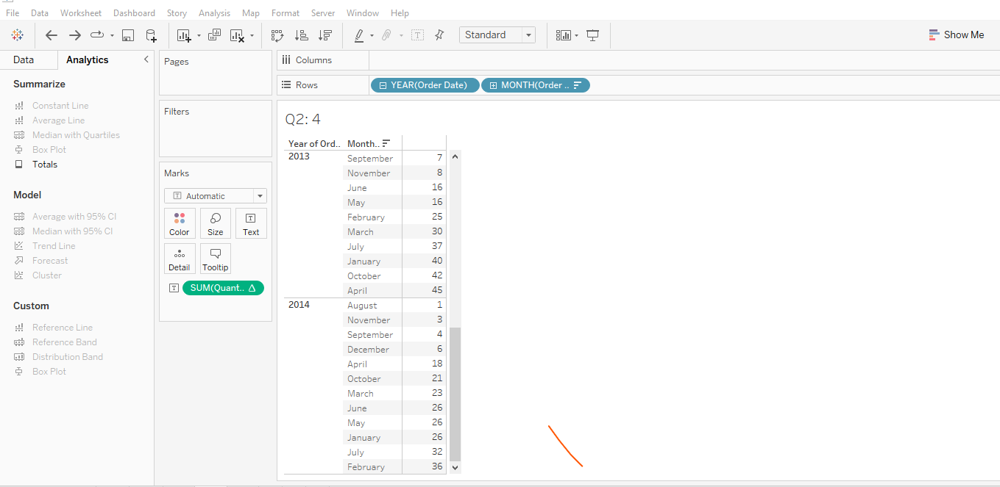 File Data Worksheet Dashboard Story Analysis Map Format Server Window Help
Standard
Show Me
Data Analytics
Summarize
Constant Line
Average Line
Median with Quartiles
Box Plot
Totals
Model
Average with 95% CI
Median with 95% CI
Trend Line
Forecast
Cluster
Custom
Reference Line
Reference Band
Distribution Band
Box Plot
Pages
Filters
Marks
Automatic
Color Size Text
Detail Tooltip
SUM(Quant.. Δ
Columns
Rows YEAR(Order Date) MONTH(Order ..
Q2: 4
Year of Ord.. Month..
2013 September 7
November 8
June 16
May 16
February 25
March 30
July 37
January 40
October 42
April 45
2014 August 1
November 3
September 4
December 6
April 18
October 21
March 23
June 26
May 26
January 26
July 32
February 36